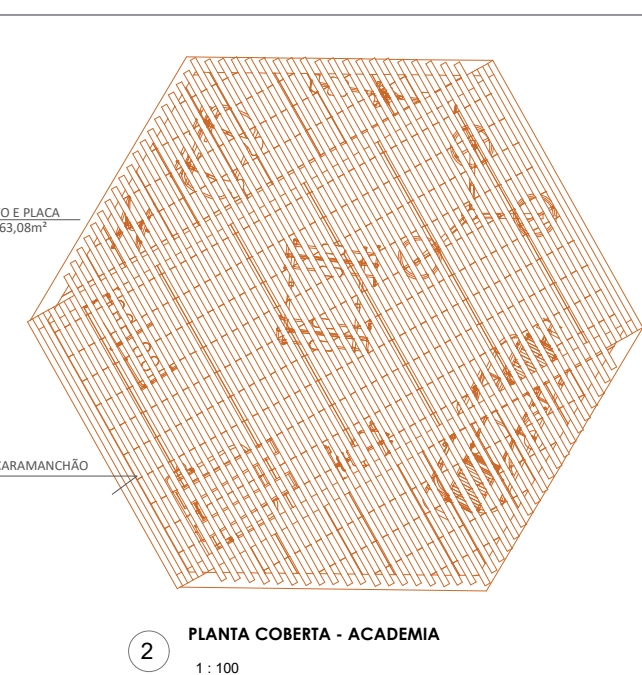 O E PLACA
63,08m²
CARAMANCHÃO
2
PLANTA COBERTA - ACADEMIA
1 : 100